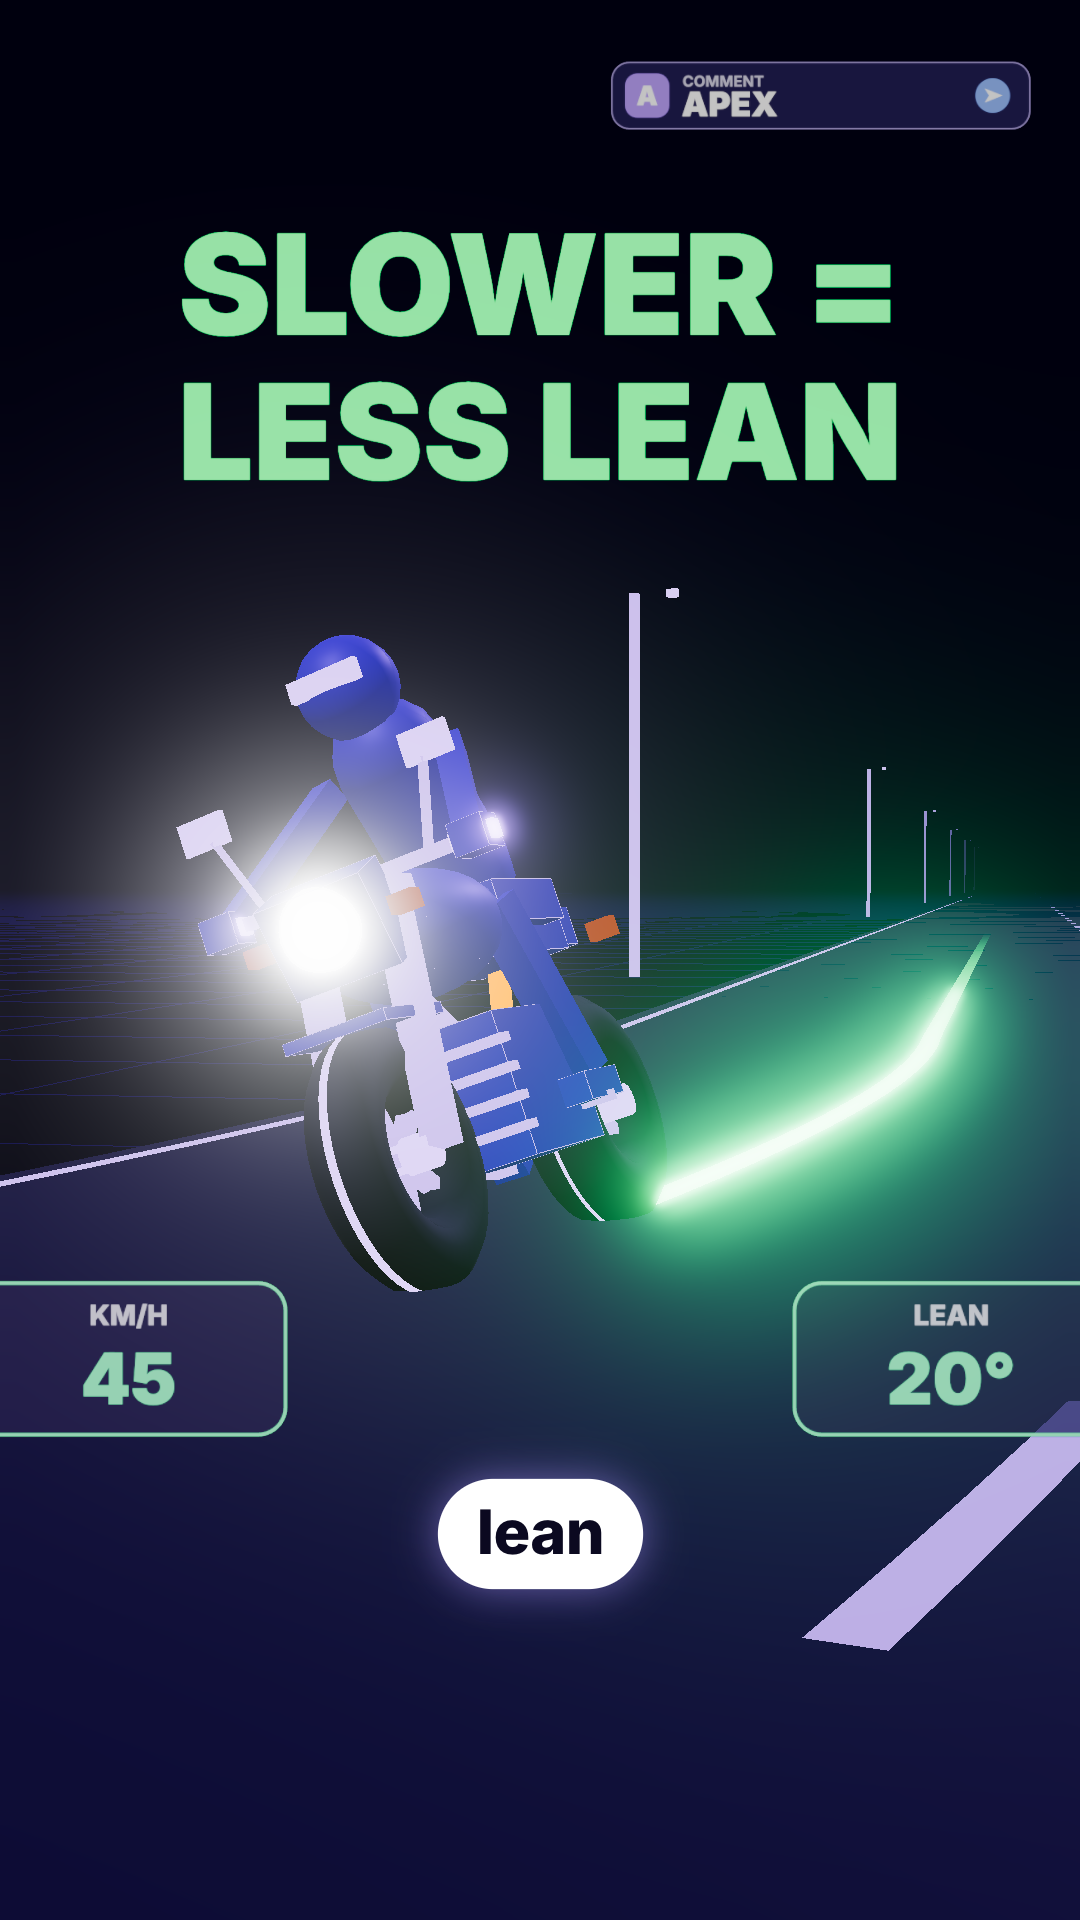 A
COMMENT
APEX
SLOWER =
LESS LEAN
KM/H
45
LEAN
20°
lean